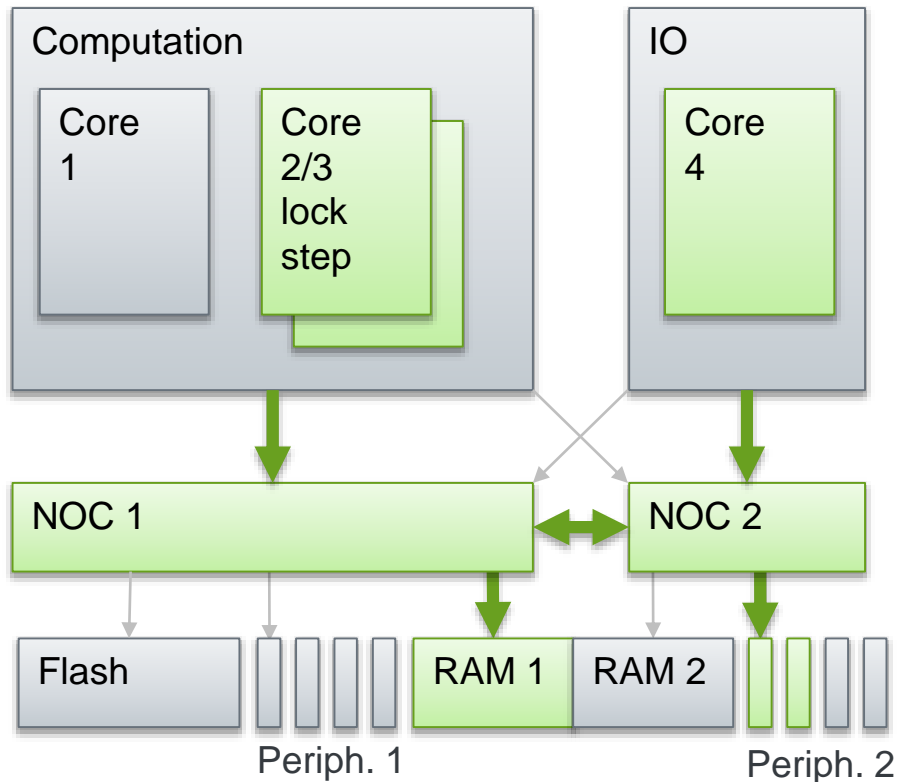 Computation
IO
Core
1
Core
2/3
lock
step
Core
4
NOC 1
NOC 2
Flash
RAM 1
RAM 2
Periph. 1
Periph. 2